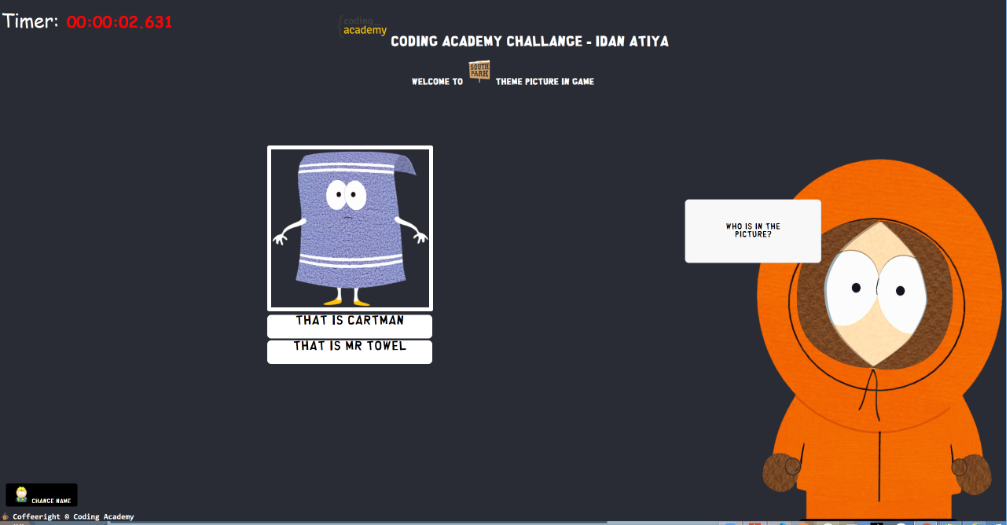 Timer: 00:00:02.631
coding
academy
CODING ACADEMY CHALLANGE - IDAN ATIYA
WELCOME TO SOUTH PARK THEME PICTURE IN GAME
WHO IS IN THE
PICTURE?
THAT IS CARTMAN
THAT IS MR TOWEL
CHANGE NAME
Coffeeright © Coding Academy